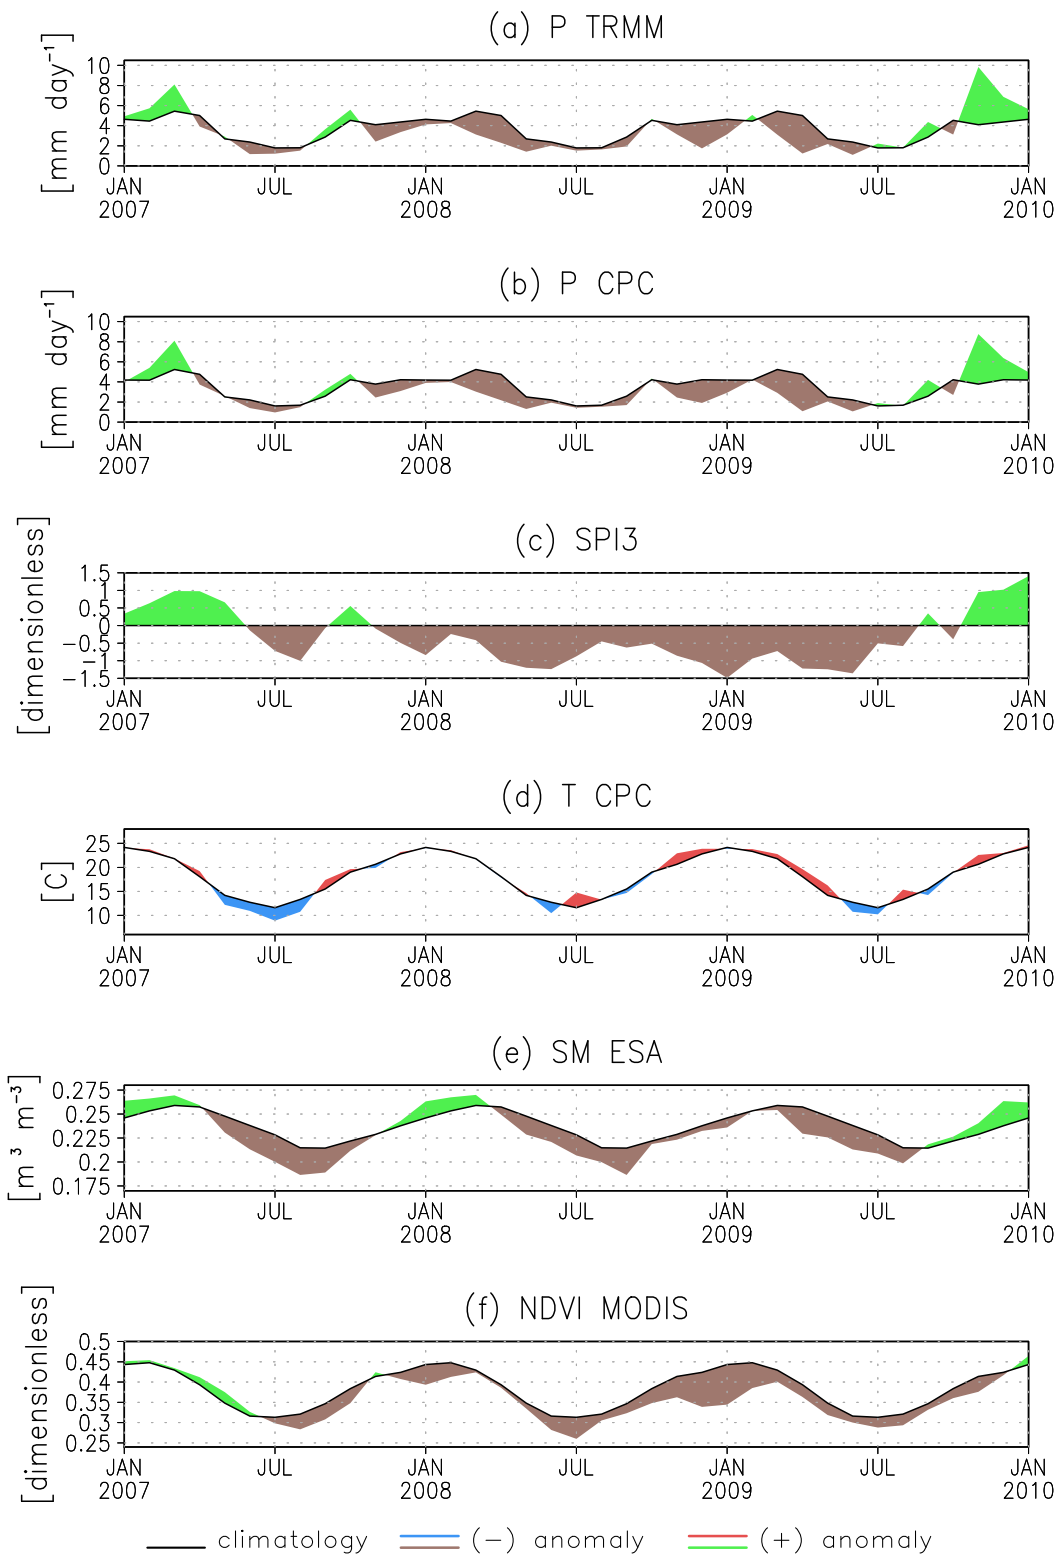 (a) P TRMM
[mm day⁻¹]
10
8
6
4
2
0
JAN JUL JAN JUL JAN JUL JAN
2007 2008 2009 2010
(b) P CPC
[mm day⁻¹]
10
8
6
4
2
0
JAN JUL JAN JUL JAN JUL JAN
2007 2008 2009 2010
(c) SPI3
[dimensionless]
1.5
1
0.5
0
−0.5
−1
−1.5
JAN JUL JAN JUL JAN JUL JAN
2007 2008 2009 2010
(d) T CPC
[C]
25
20
15
10
JAN JUL JAN JUL JAN JUL JAN
2007 2008 2009 2010
(e) SM ESA
[m³ m⁻³]
0.275
0.25
0.225
0.2
0.175
JAN JUL JAN JUL JAN JUL JAN
2007 2008 2009 2010
(f) NDVI MODIS
[dimensionless]
0.5
0.45
0.4
0.35
0.3
0.25
JAN JUL JAN JUL JAN JUL JAN
2007 2008 2009 2010
climatology (−) anomaly (+) anomaly